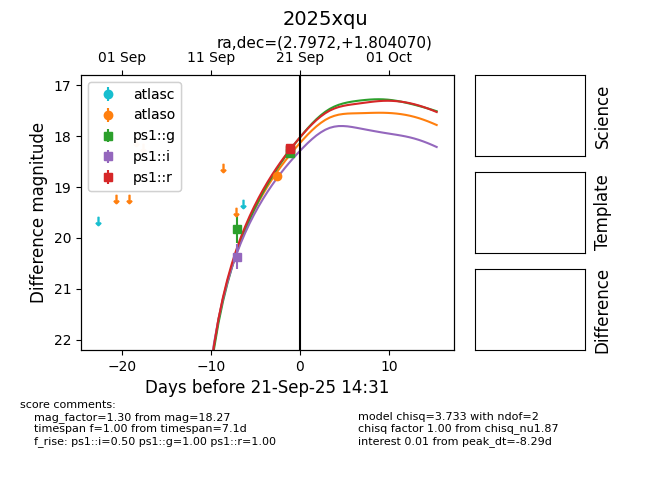 2025xqu
ra,dec=(2.7972,+1.804070)
01 Sep 11 Sep 21 Sep 01 Oct
17
18
19
20
21
22
Difference magnitude
atlasc
atlaso
ps1::g
ps1::i
ps1::r
−20 −10 0 10
Days before 21-Sep-25 14:31
Science
Template
Difference
score comments:
mag_factor=1.30 from mag=18.27
timespan f=1.00 from timespan=7.1d
f_rise: ps1::i=0.50 ps1::g=1.00 ps1::r=1.00
model chisq=3.733 with ndof=2
chisq factor 1.00 from chisq_nu1.87
interest 0.01 from peak_dt=-8.29d